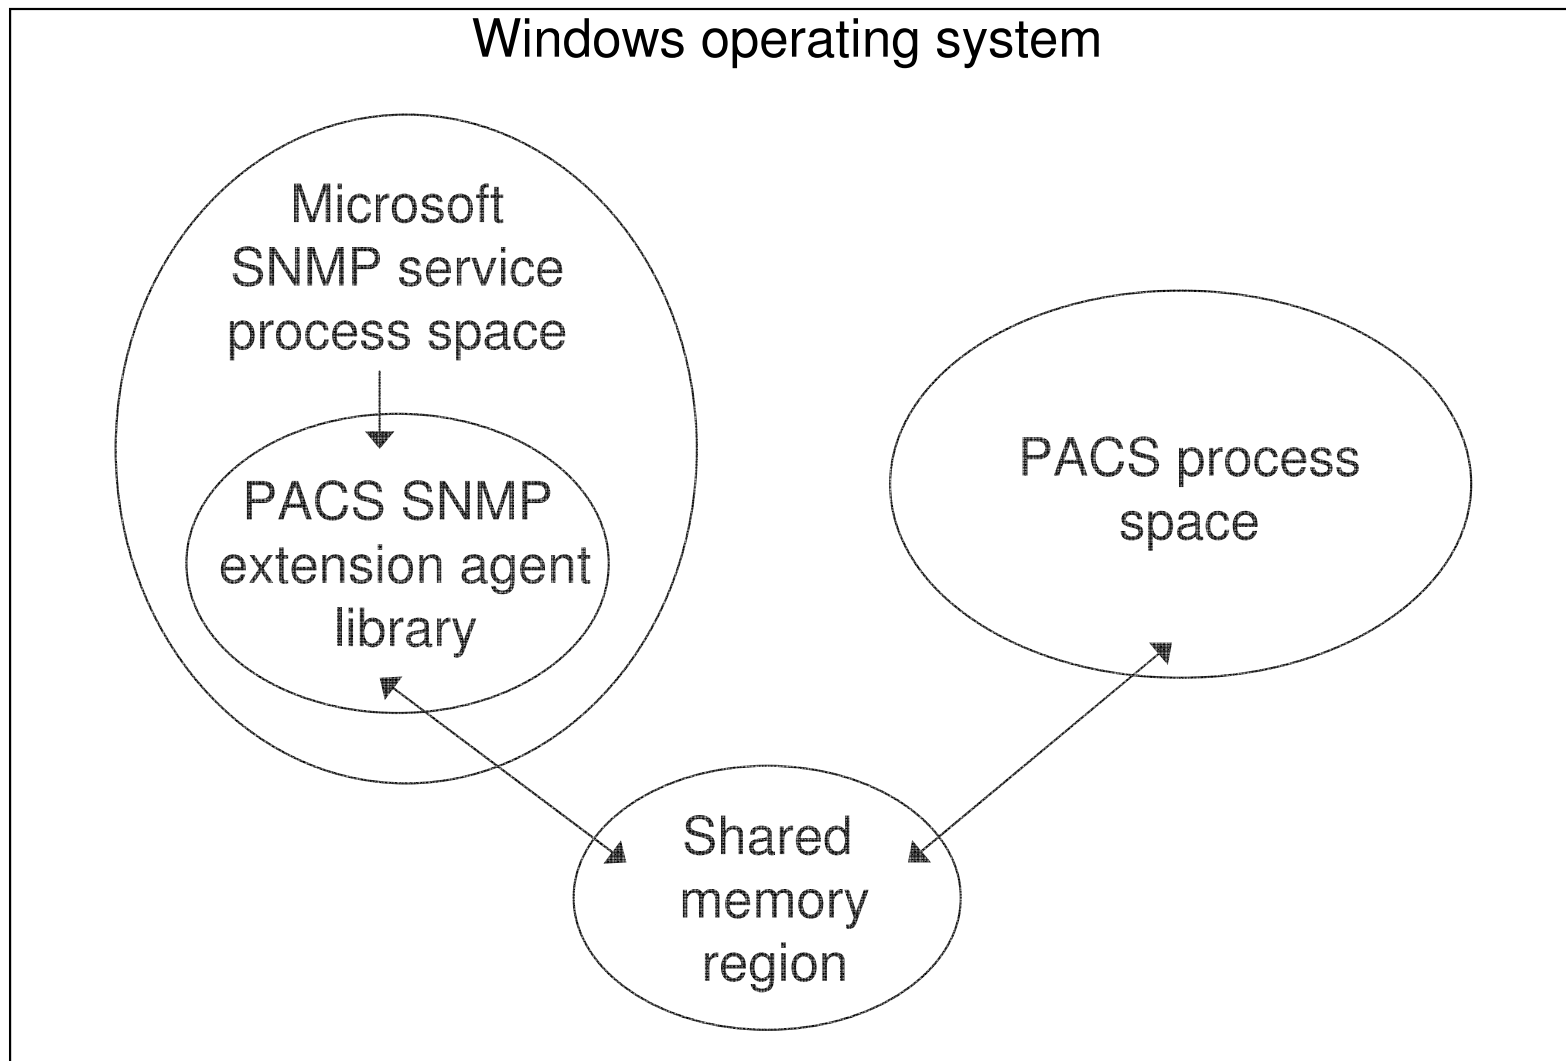 Windows operating system
Microsoft
SNMP service
process space
PACS SNMP
extension agent
library
PACS process
space
Shared
memory
region